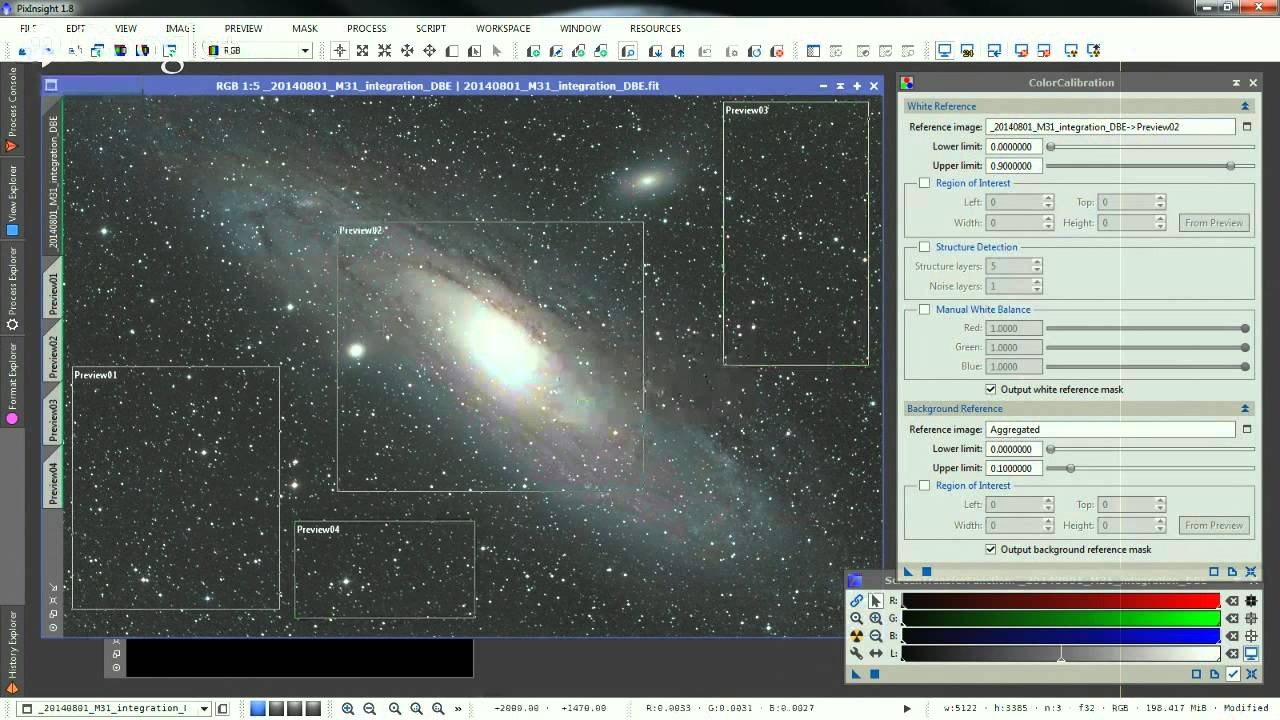 PixInsight 1.8
FILE EDIT VIEW IMAGE PREVIEW MASK PROCESS SCRIPT WORKSPACE WINDOW RESOURCES
RGB
RGB 1:5 _20140801_M31_integration_DBE | 20140801_M31_integration_DBE.fit
Process Console
View Explorer
Process Explorer
Format Explorer
History Explorer
_20140801_M31_integration_DBE
Preview01
Preview02
Preview03
Preview04
Preview03
Preview02
Preview01
Preview04
ColorCalibration
White Reference
Reference image: _20140801_M31_integration_DBE->Preview02
Lower limit: 0.0000000
Upper limit: 0.9000000
Region of Interest
Left: 0 Top: 0
Width: 0 Height: 0 From Preview
Structure Detection
Structure layers: 5
Noise layers: 1
Manual White Balance
Red: 1.0000
Green: 1.0000
Blue: 1.0000
Output white reference mask
Background Reference
Reference image: Aggregated
Lower limit: 0.0000000
Upper limit: 0.1000000
Region of Interest
Left: 0 Top: 0
Width: 0 Height: 0 From Preview
Output background reference mask
ScreenTransferFunction: _20140801_M31_integration_DBE
R:
G:
B:
L:
_20140801_M31_integration_I
-2080.00 +1470.00 R:0.0033 G:0.0031 B:0.0027 w:5122 h:3385 n:3 f32 RGB 198.417 MiB Modified